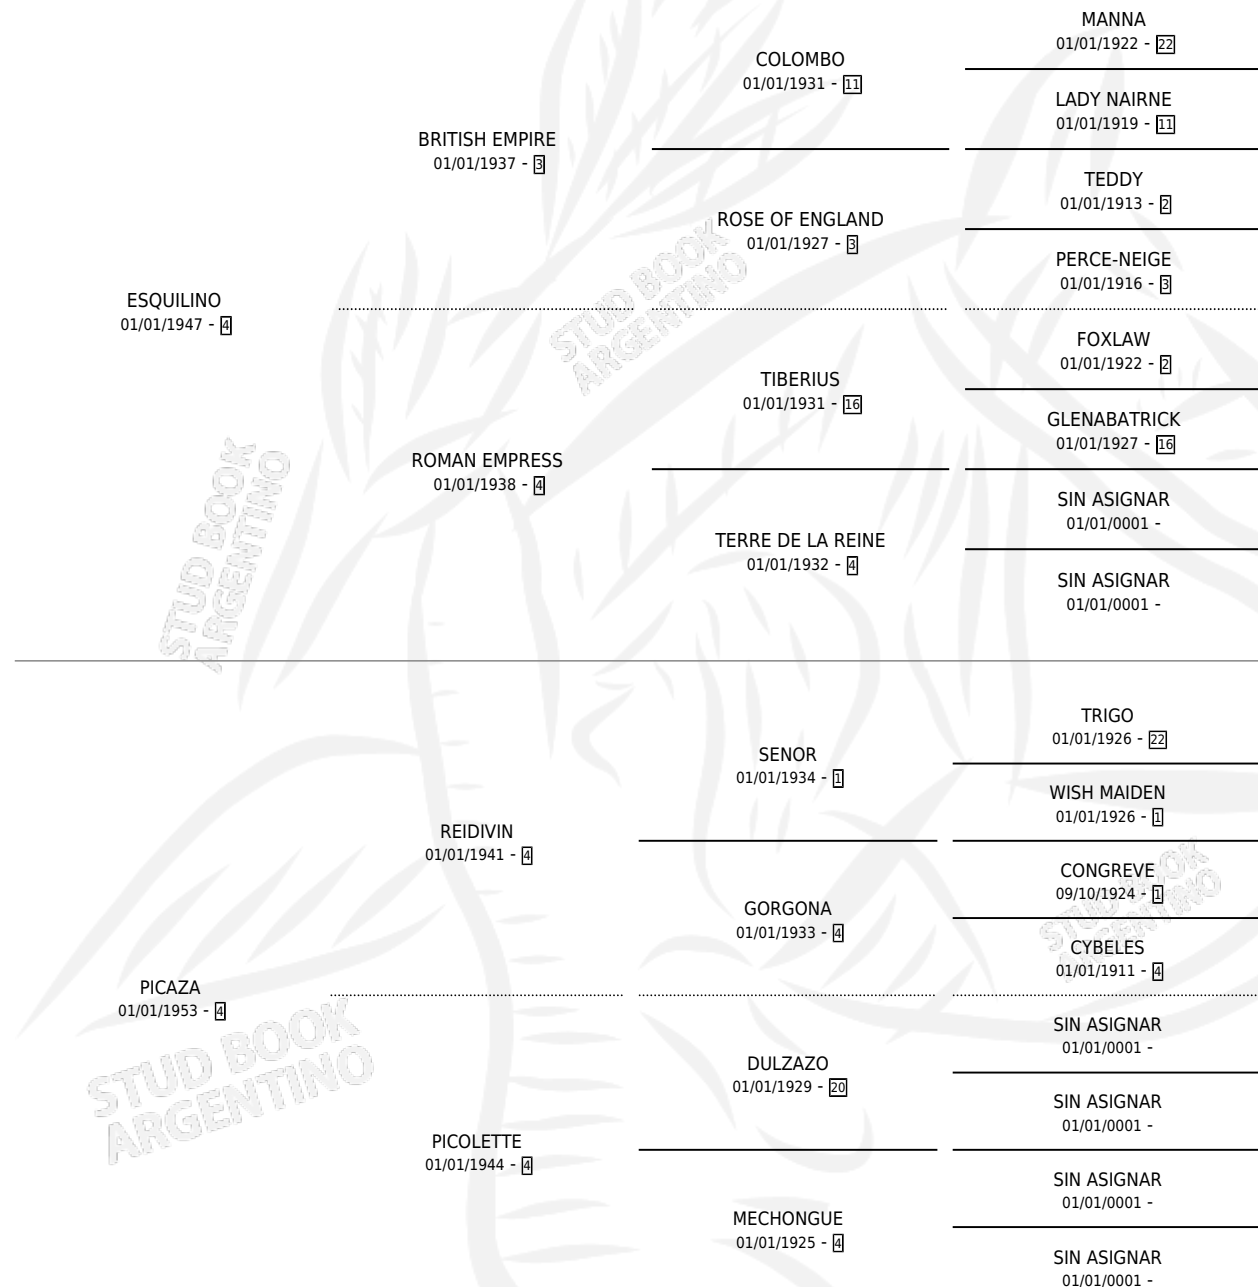 MANNA
01/01/1922 - 22
COLOMBO
01/01/1931 - 11
LADY NAIRNE
01/01/1919 - 11
BRITISH EMPIRE
01/01/1937 - 3
TEDDY
01/01/1913 - 2
ROSE OF ENGLAND
01/01/1927 - 3
PERCE-NEIGE
01/01/1916 - 3
ESQUILINO
01/01/1947 - 4
FOXLAW
01/01/1922 - 2
TIBERIUS
01/01/1931 - 16
GLENABATRICK
01/01/1927 - 16
ROMAN EMPRESS
01/01/1938 - 4
SIN ASIGNAR
01/01/0001 -
TERRE DE LA REINE
01/01/1932 - 4
SIN ASIGNAR
01/01/0001 -
TRIGO
01/01/1926 - 22
SENOR
01/01/1934 - 1
WISH MAIDEN
01/01/1926 - 1
REIDIVIN
01/01/1941 - 4
CONGREVE
09/10/1924 - 1
GORGONA
01/01/1933 - 4
CYBELES
01/01/1911 - 4
PICAZA
01/01/1953 - 4
SIN ASIGNAR
01/01/0001 -
DULZAZO
01/01/1929 - 20
SIN ASIGNAR
01/01/0001 -
PICOLETTE
01/01/1944 - 4
SIN ASIGNAR
01/01/0001 -
MECHONGUE
01/01/1925 - 4
SIN ASIGNAR
01/01/0001 -
STUD BOOK
ARGENTINO
STUD BOOK
ARGENTINO
STUD BOOK
ARGENTINO
STUD BOOK
ARGENTINO